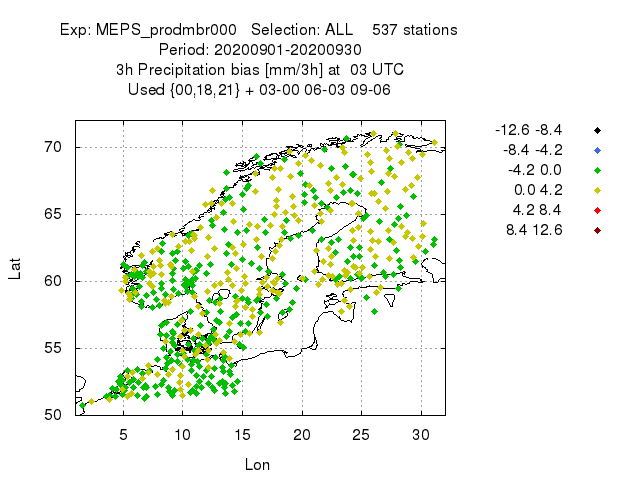 Exp: MEPS_prodmbr000   Selection: ALL    537 stations
Period: 20200901-20200930
3h Precipitation bias [mm/3h] at  03 UTC
Used {00,18,21} + 03-00 06-03 09-06
-12.6 -8.4
-8.4 -4.2
-4.2 0.0
0.0 4.2
4.2 8.4
8.4 12.6
Lat
70
65
60
55
50
5 10 15 20 25 30
Lon